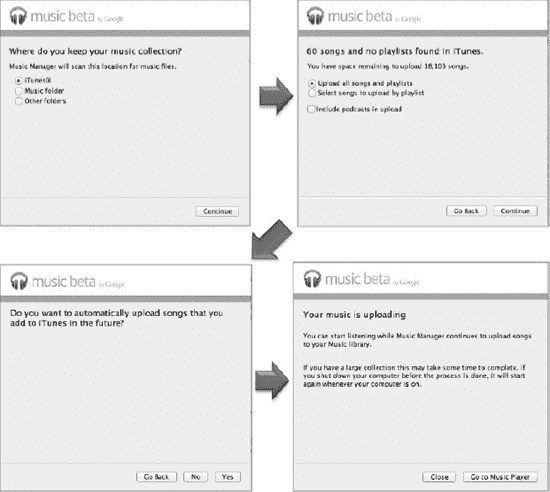 music beta by Google
Where do you keep your music collection?
Music Manager will scan this location for music files.
iTunes®
Music folder
Other folders
Continue
music beta by Google
60 songs and no playlists found in iTunes.
You have space remaining to upload 18,103 songs.
Upload all songs and playlists
Select songs to upload by playlist
Include podcasts in upload
Go Back
Continue
music beta by Google
Do you want to automatically upload songs that you
add to iTunes in the future?
Go Back
No
Yes
music beta by Google
Your music is uploading
You can start listening while Music Manager continues to upload songs
to your Music library.
If you have a large collection this may take some time to complete. If
you shut down your computer before the process is done, it will start
again whenever your computer is on.
Close
Go to Music Player